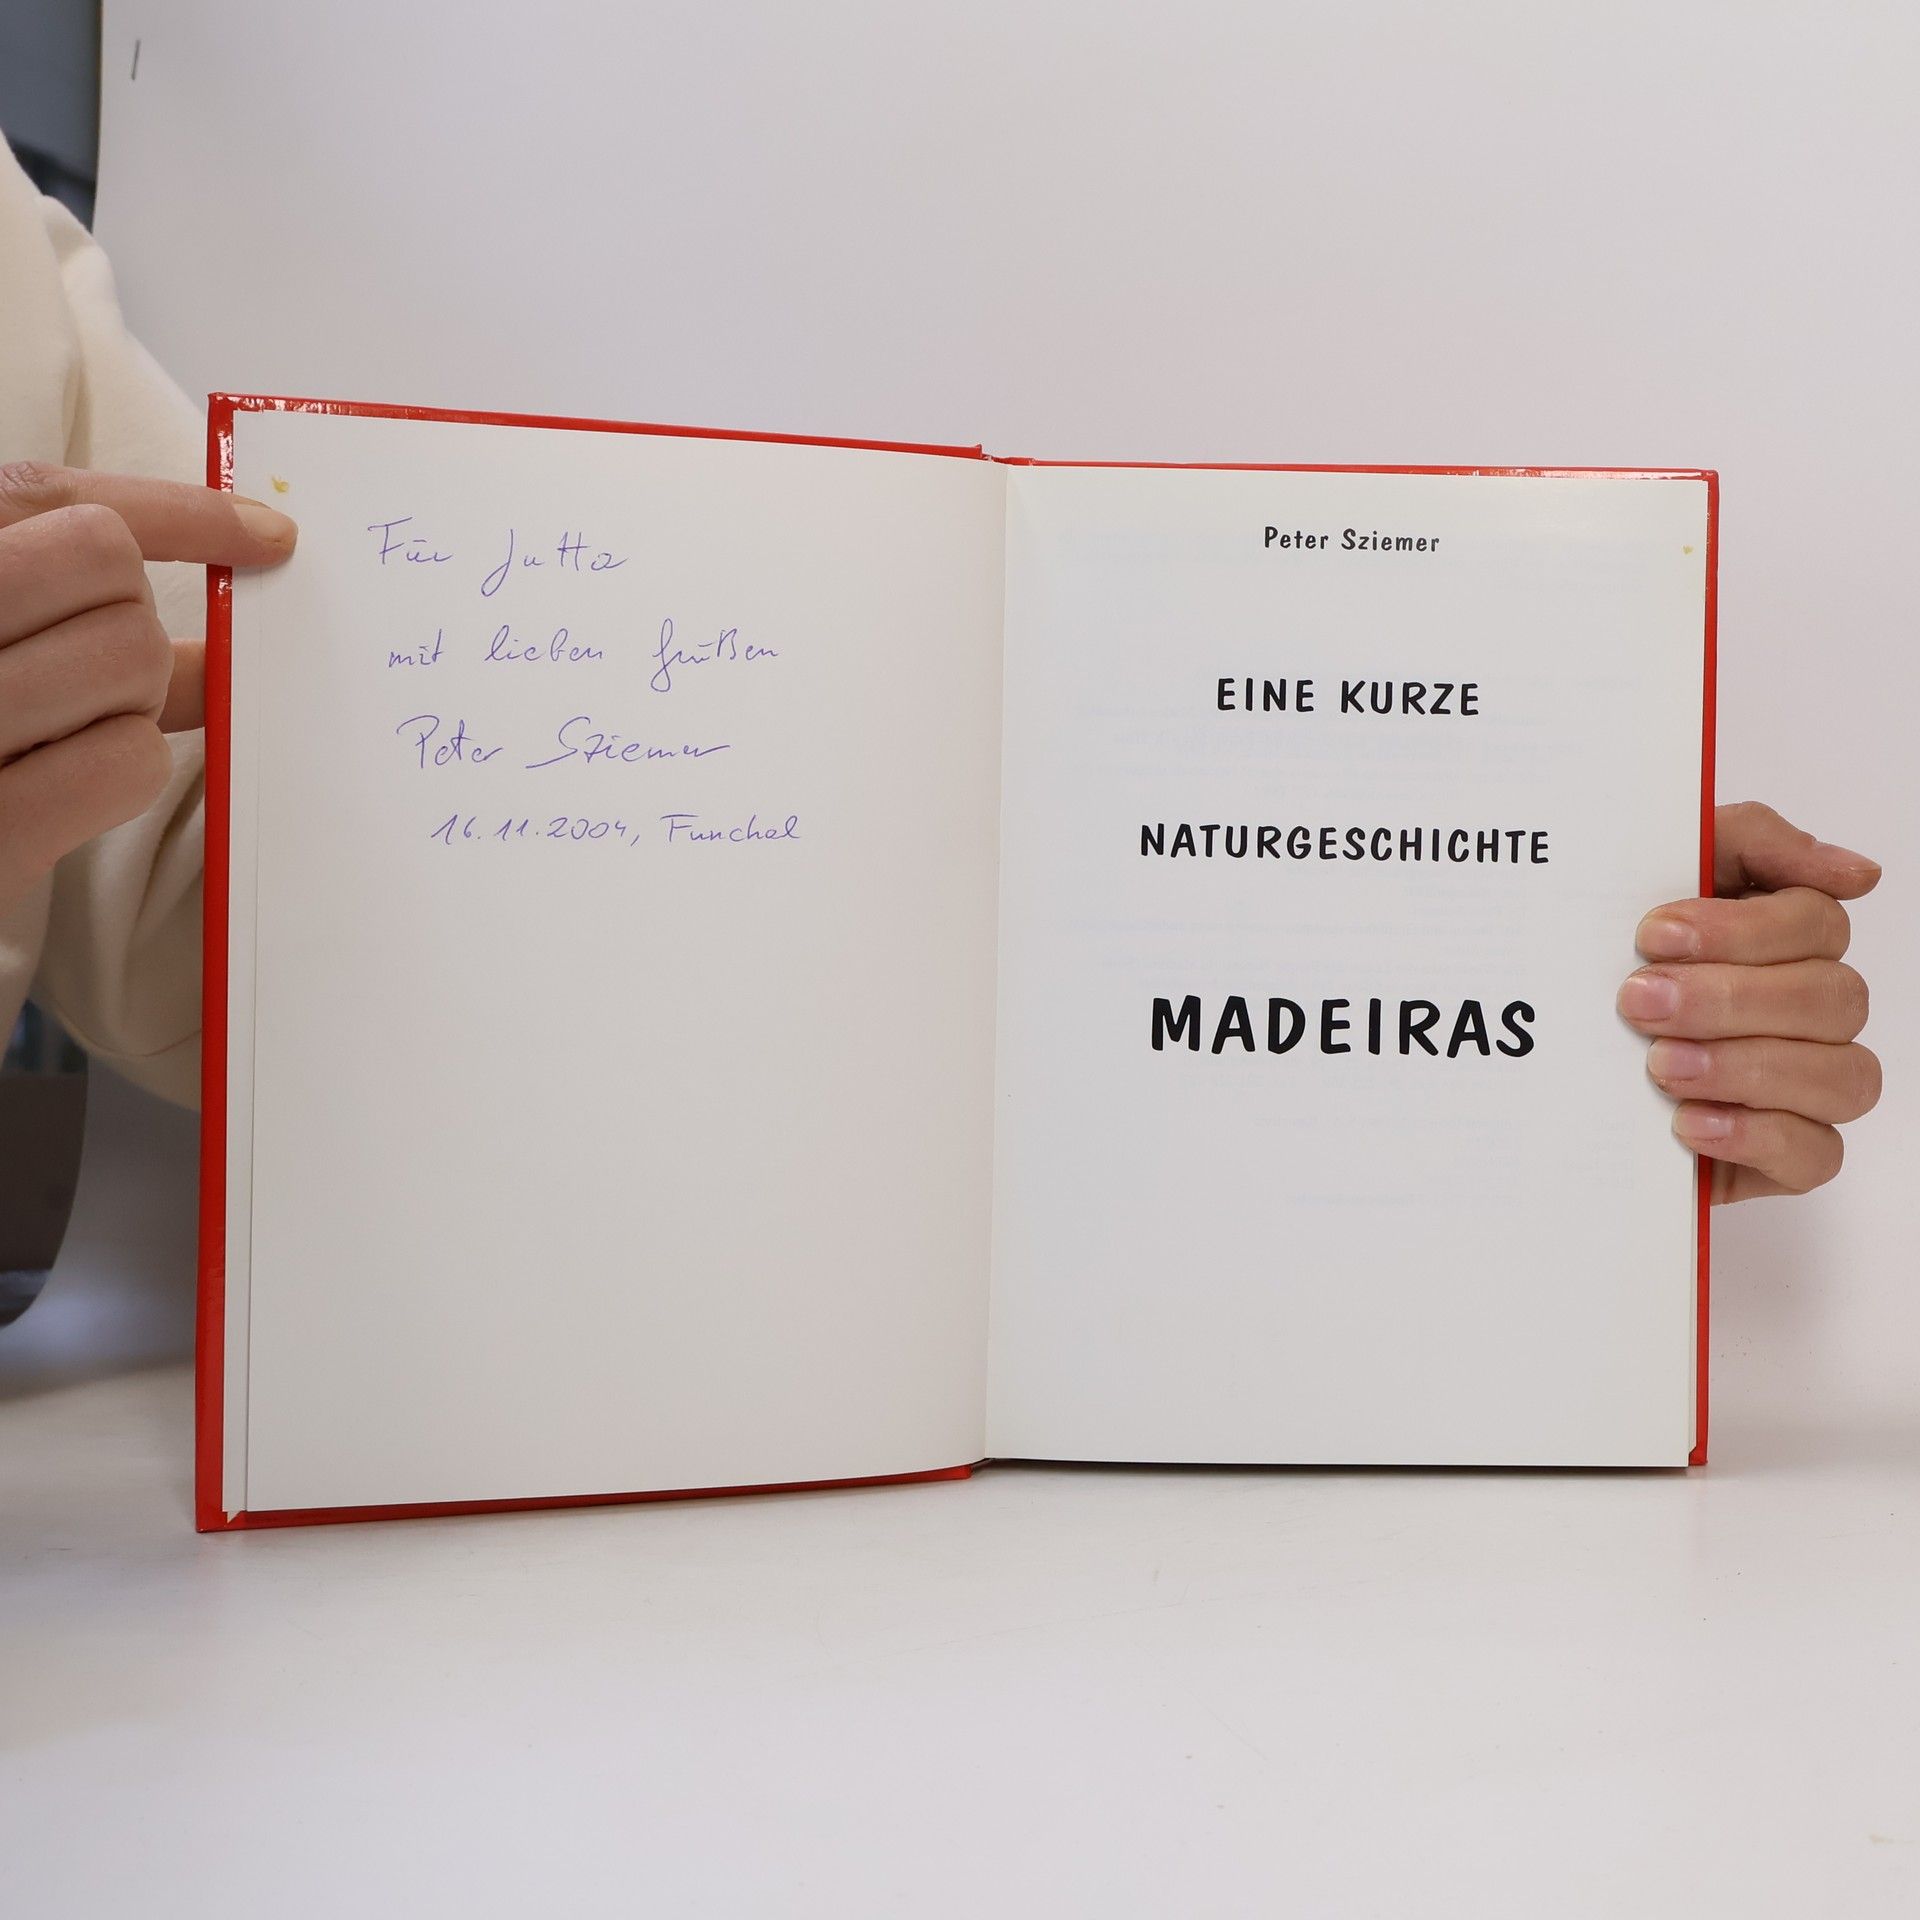 Für Jutta
mit lieben Grüßen
Peter Sziemer
16.11.2004, Funchal
Peter Sziemer
EINE KURZE
NATURGESCHICHTE
MADEIRAS